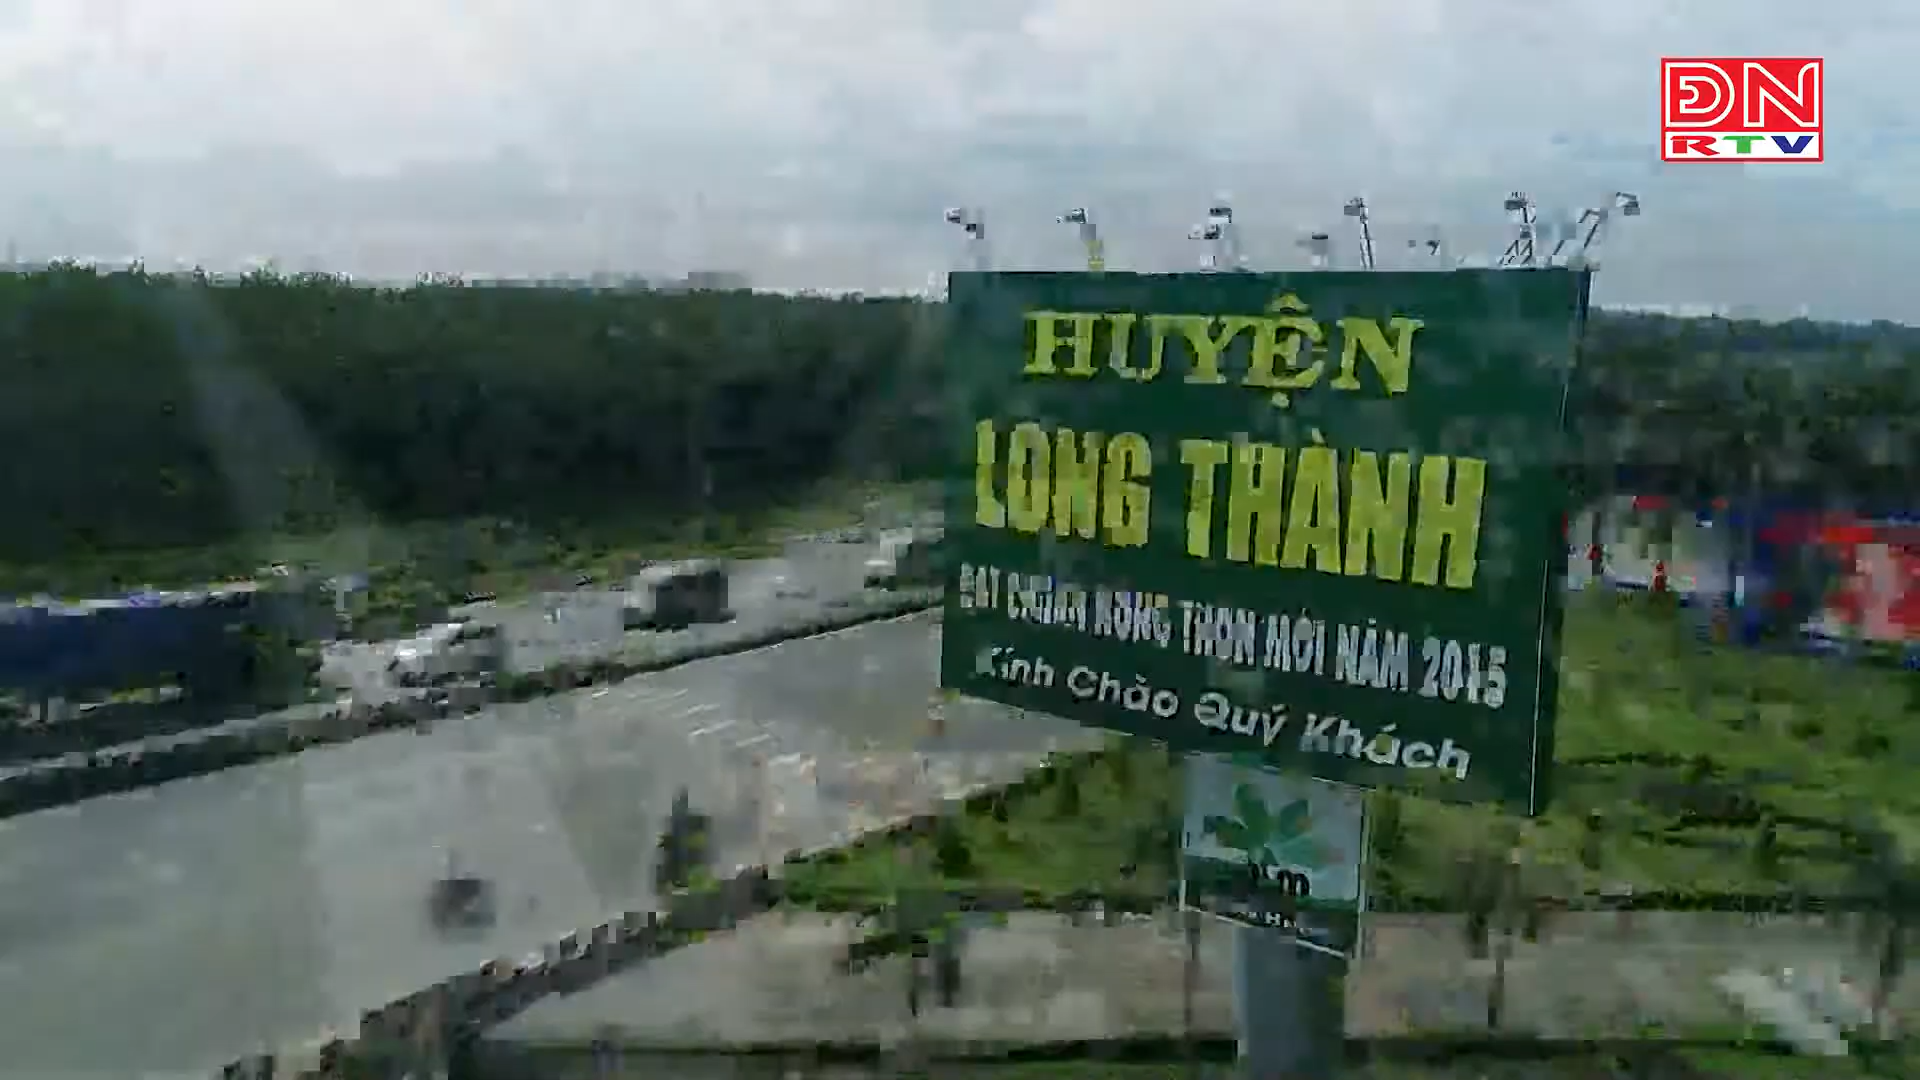 ĐN
RTV
HUYỆN
LONG THÀNH
ĐẠT CHUẨN NÔNG THÔN MỚI NĂM 2015
Kính Chào Quý Khách